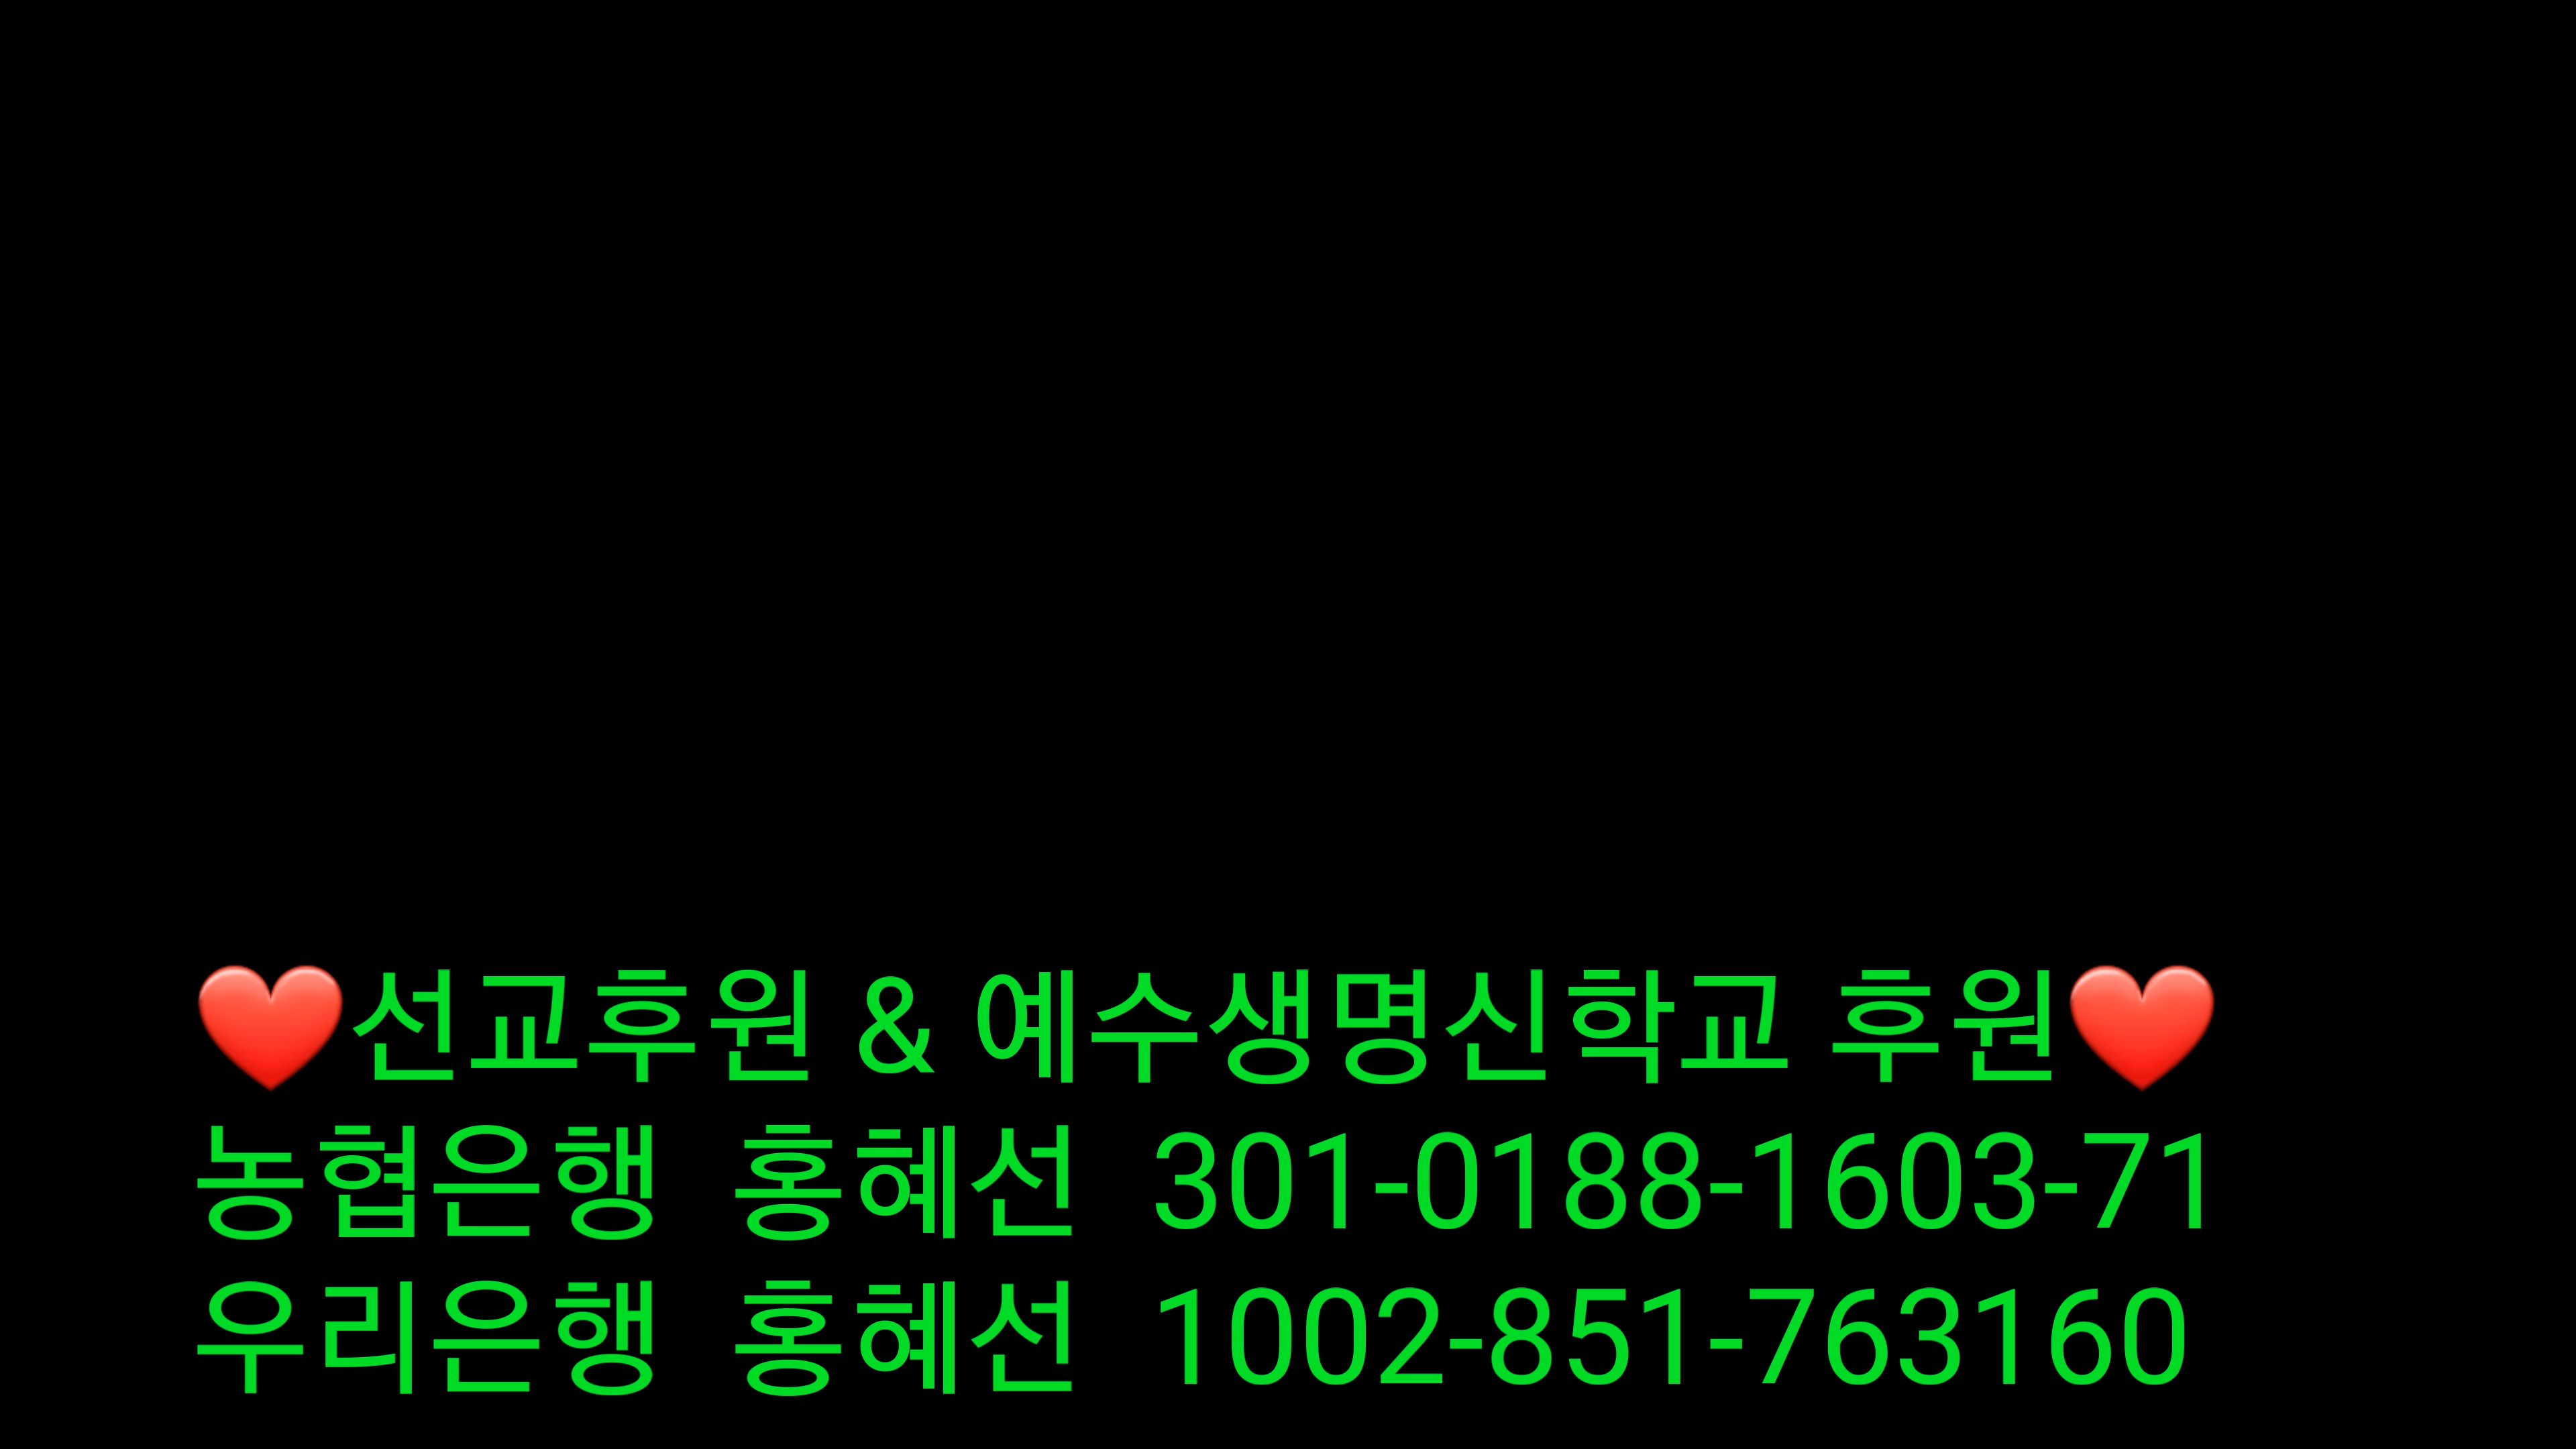 ❤️선교후원 & 예수생명신학교 후원❤️
농협은행 홍혜선 301-0188-1603-71
우리은행 홍혜선 1002-851-763160